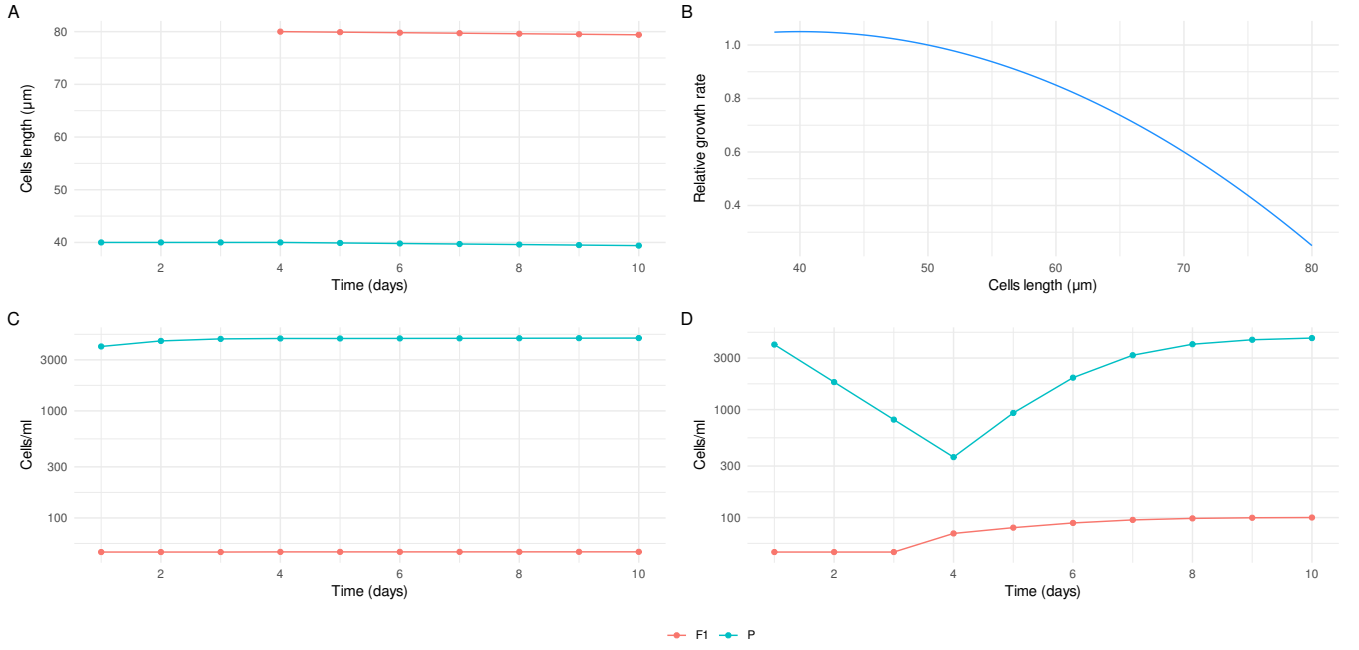 A
Cells length (µm)
80
70
60
50
40
2 4 6 8 10
Time (days)
B
Relative growth rate
1.0
0.8
0.6
0.4
40 50 60 70 80
Cells length (µm)
C
Cells/ml
3000
1000
300
100
2 4 6 8 10
Time (days)
D
Cells/ml
3000
1000
300
100
2 4 6 8 10
Time (days)
F1 P